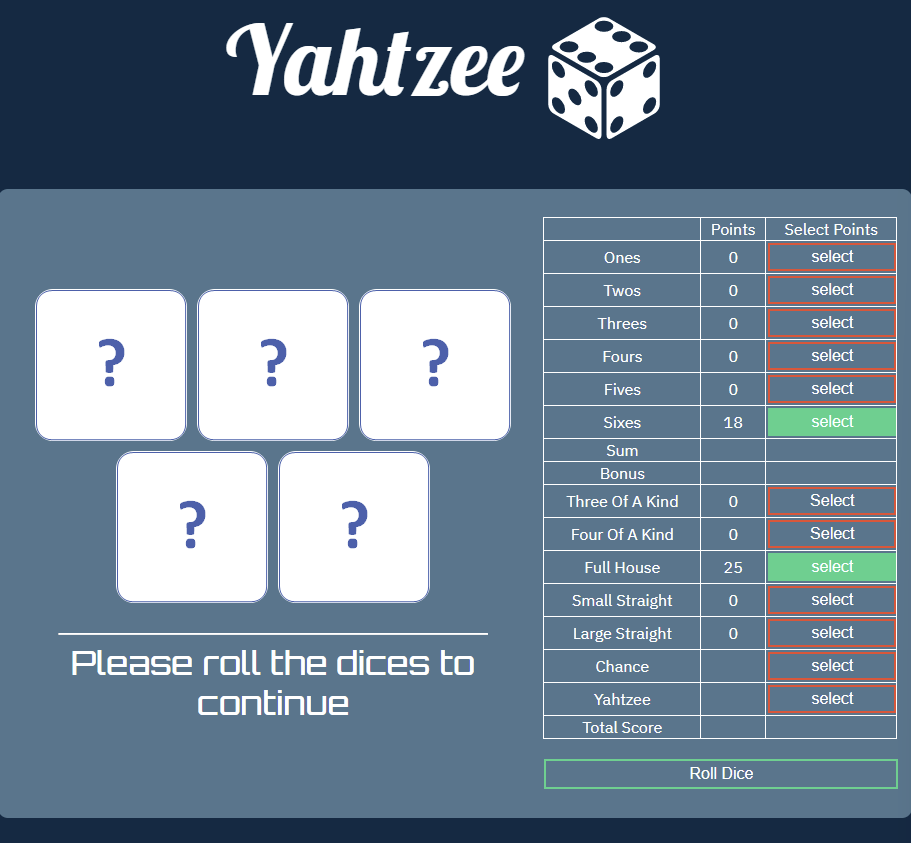 Yahtzee
Points Select Points
Ones 0 select
Twos 0 select
Threes 0 select
Fours 0 select
Fives 0 select
Sixes 18 select
Sum
Bonus
Three Of A Kind 0 Select
Four Of A Kind 0 Select
Full House 25 select
Small Straight 0 select
Large Straight 0 select
Chance select
Yahtzee select
Total Score
Roll Dice
? ? ?
? ?
Please roll the dices to
continue